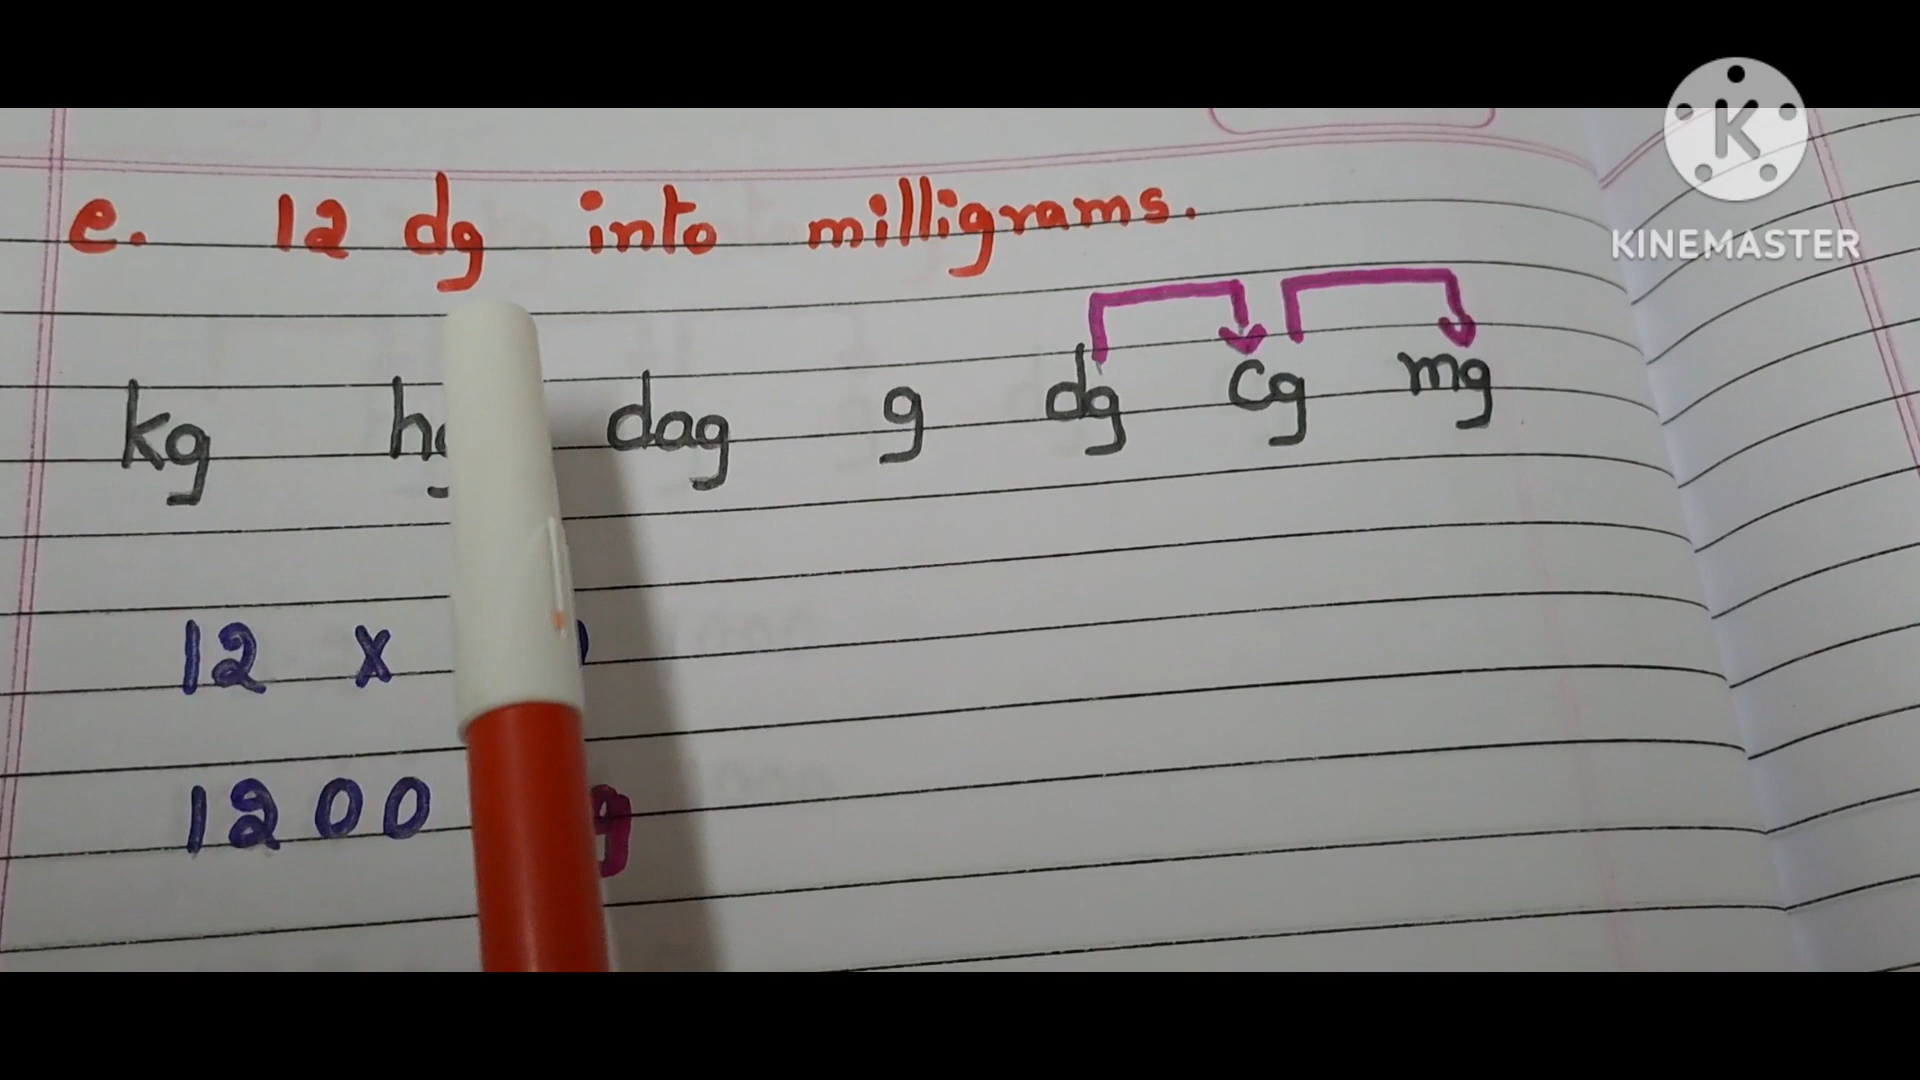 e. 12 dg into milligrams.
kg dag g dg cg mg
12 x
1200
K
KINEMASTER